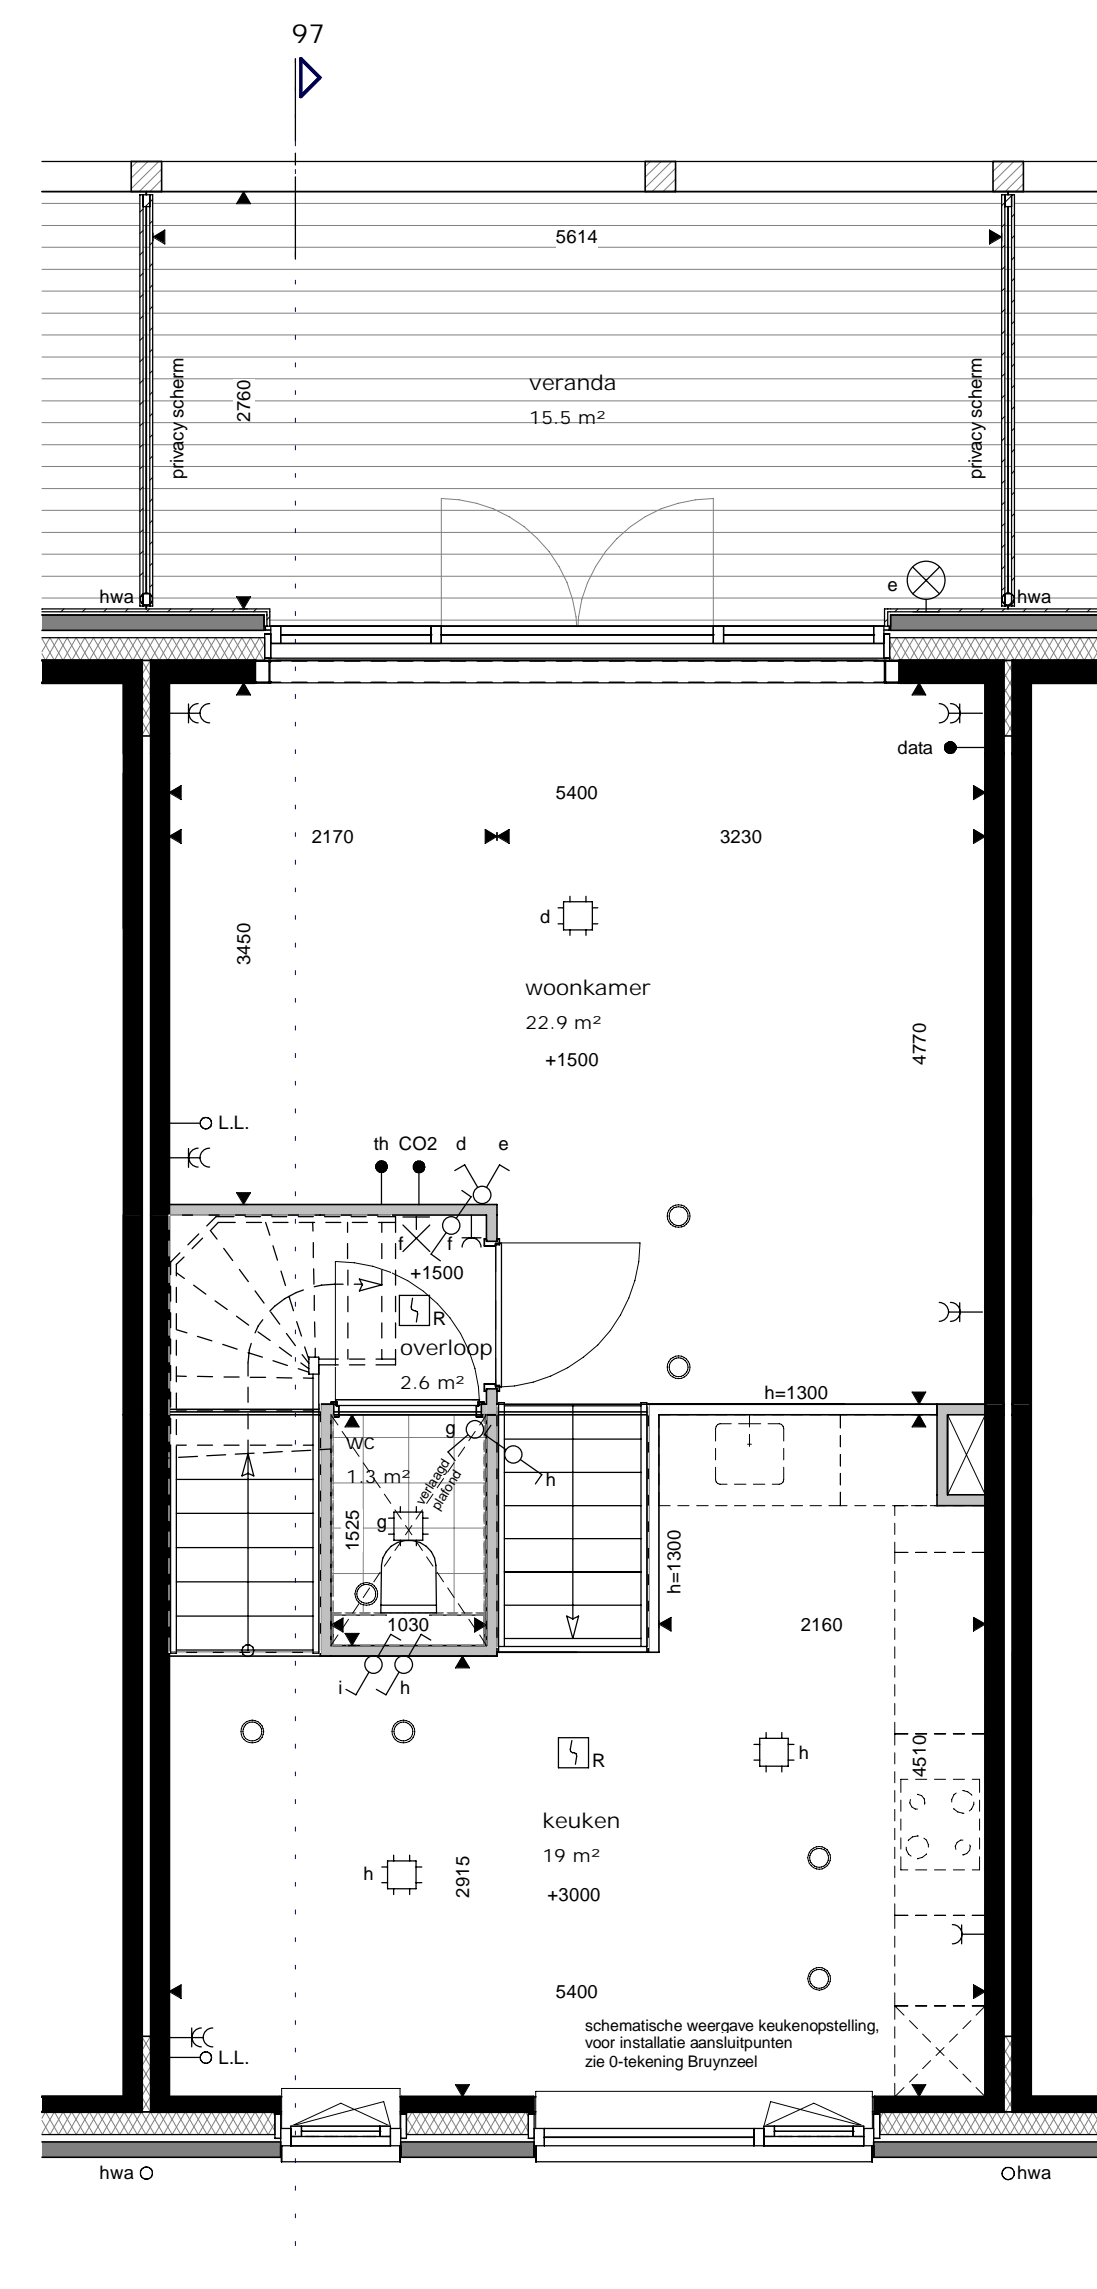 97
5614
privacy scherm
2760
veranda
15.5 m²
privacy scherm
hwa
e
hwa
data
5400
2170
3230
3450
d
woonkamer
22.9 m²
+1500
4770
L.L.
th
CO2
d
e
f
f
+1500
R
overloop
2.6 m²
h=1300
g
wc
1.3 m²
verlaagd
plafond
h
g
1525
h=1300
1030
2160
i
h
R
h
4510
keuken
19 m²
+3000
h
2915
5400
schematische weergave keukenopstelling,
voor installatie aansluitpunten
zie 0-tekening Bruynzeel
L.L.
hwa
hwa